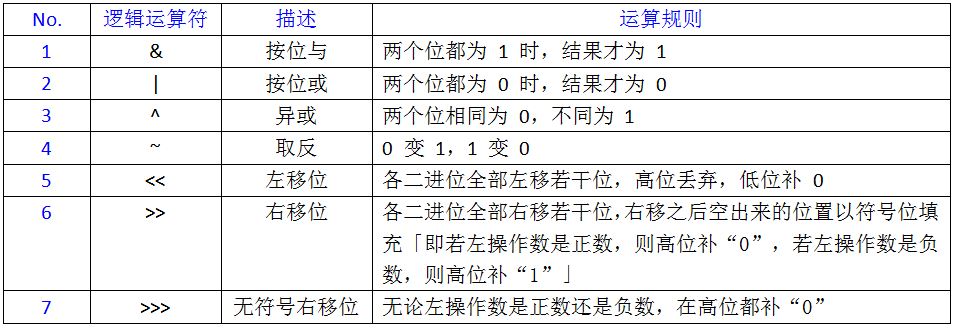 No. 逻辑运算符 描述 运算规则
1 & 按位与 两个位都为 1 时，结果才为 1
2 | 按位或 两个位都为 0 时，结果才为 0
3 ^ 异或 两个位相同为 0，不同为 1
4 ~ 取反 0 变 1，1 变 0
5 << 左移位 各二进位全部左移若干位，高位丢弃，低位补 0
6 >> 右移位 各二进位全部右移若干位，右移之后空出来的位置以符号位填
充「即若左操作数是正数，则高位补“0”，若左操作数是负
数，则高位补“1”」
7 >>> 无符号右移位 无论左操作数是正数还是负数，在高位都补“0”